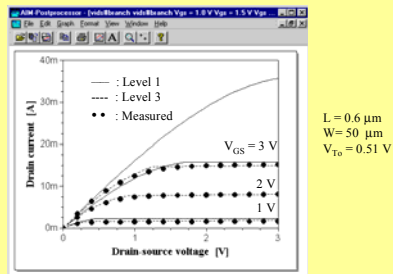 AIM-Postprocessor - [vids#branch vids#branch Vgs = 1.0 V Vgs = 1.5 V Vgs ...
File Edit Graph Format View Window Help
40m
30m
20m
10m
0m
Drain current [A]
: Level 1
: Level 3
: Measured
V_GS = 3 V
2 V
1 V
0 1 2 3
Drain-source voltage [V]
L = 0.6 μm
W= 50 μm
V_To = 0.51 V